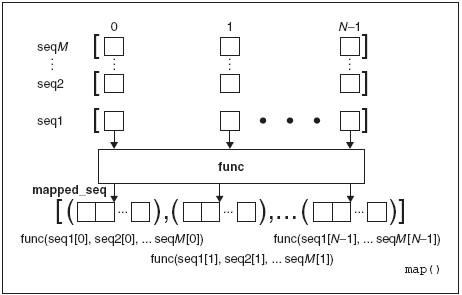 0 1 N–1
seqM [ ]
⋮ ⋮ ⋮ ⋮
seq2 [ ]
seq1 [ • • • ]
func
mapped_seq
[( ... ),( ... ),...( ... )]
func(seq1[0], seq2[0], ... seqM[0]) func(seq1[N–1], ... seqM[N–1])
func(seq1[1], seq2[1], ... seqM[1])
map()